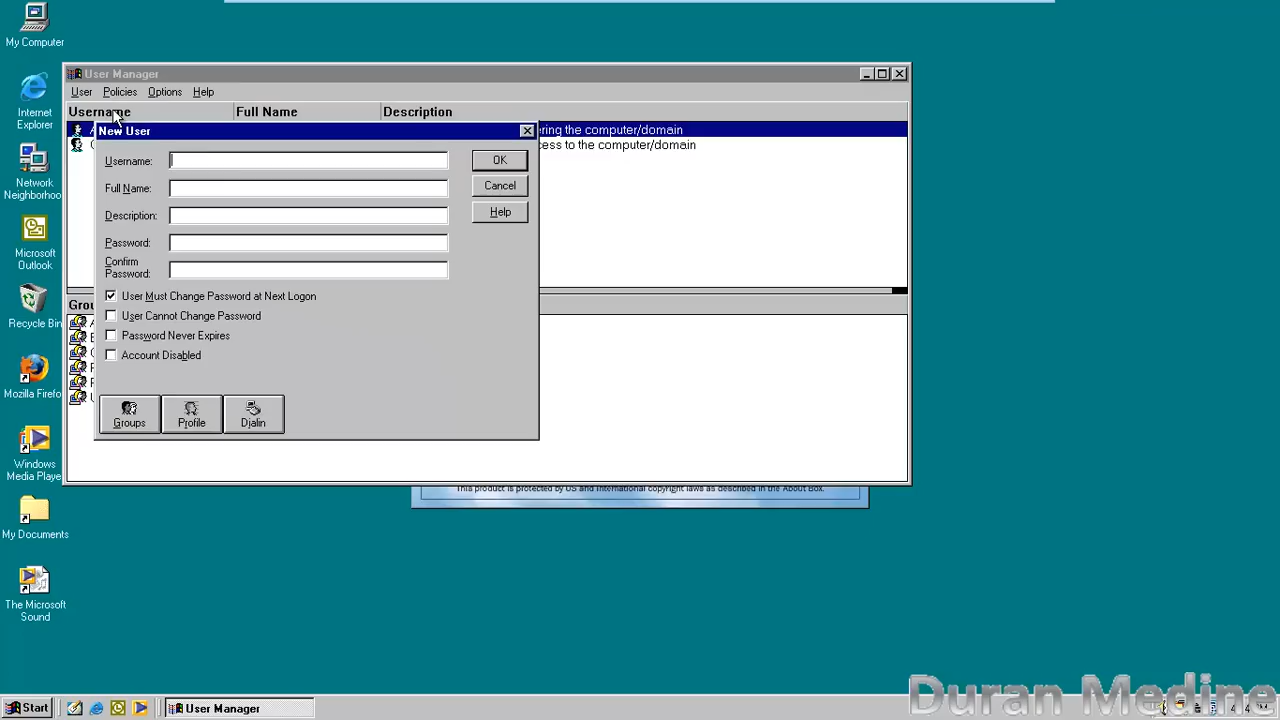 My Computer
Internet
Explorer
Network
Neighborhoo
Microsoft
Outlook
Recycle Bin
Mozilla Firefo
Windows
Media Playe
My Documents
The Microsoft
Sound
User Manager
User Policies Options Help
Username Full Name Description
ering the computer/domain
cess to the computer/domain
New User
Username:
OK
Full Name:
Cancel
Description:
Help
Password:
Confirm
Password:
User Must Change Password at Next Logon
User Cannot Change Password
Password Never Expires
Account Disabled
Groups Profile Dialin
Grou
This product is protected by US and International copyright laws as described in the About Box.
Start
User Manager
Duran Medine